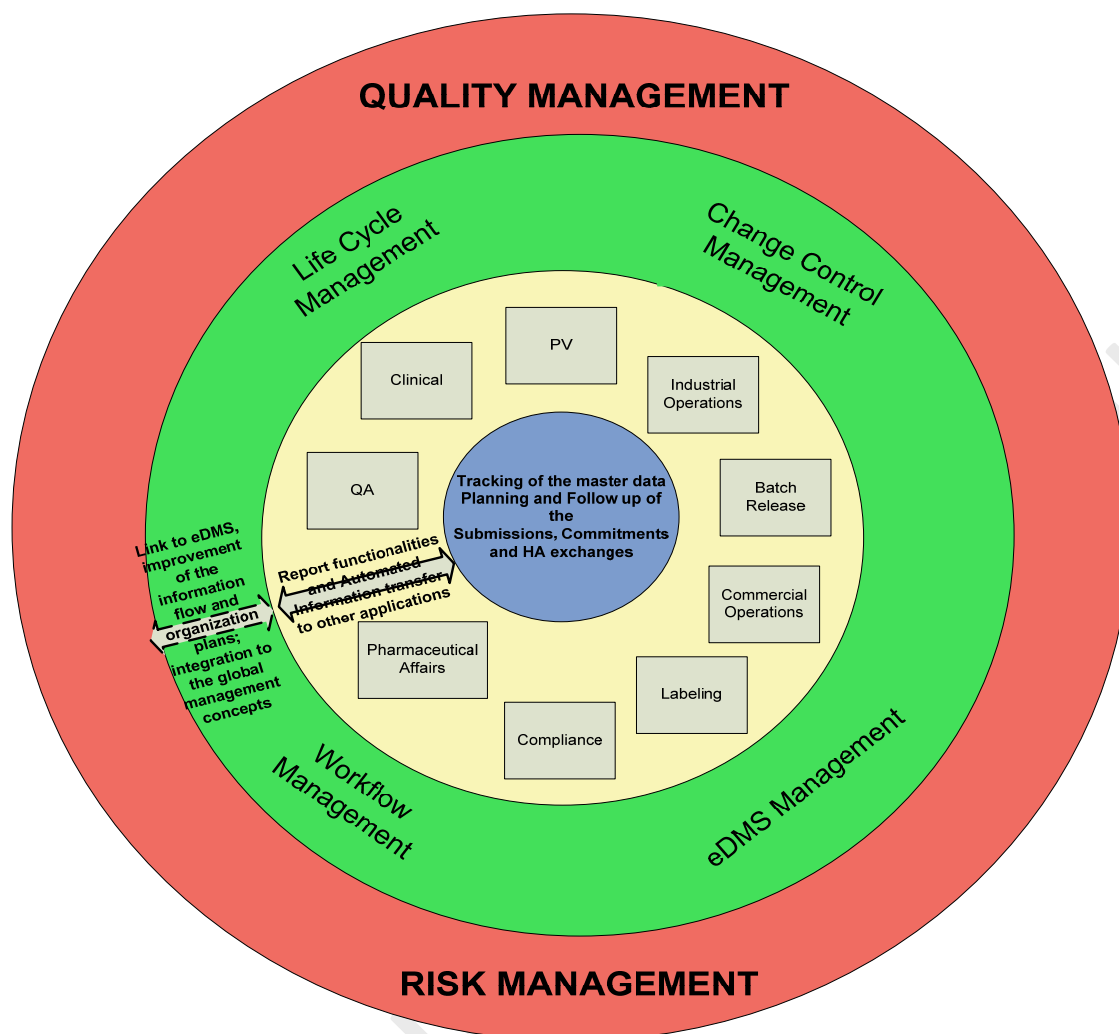 QUALITY MANAGEMENT
Life Cycle
Management
Change Control
Management
PV
Clinical
Industrial
Operations
QA
Batch
Release
Tracking of the master data
Planning and Follow up of
the
Submissions, Commitments
and HA exchanges
Link to eDMS,
improvement
of the
information
flow and
organization
plans;
integration to
the global
management
concepts
Report functionalities
and Automated
Information transfer
to other applications
Commercial
Operations
Pharmaceutical
Affairs
Labeling
Compliance
Workflow
Management
eDMS Management
RISK MANAGEMENT